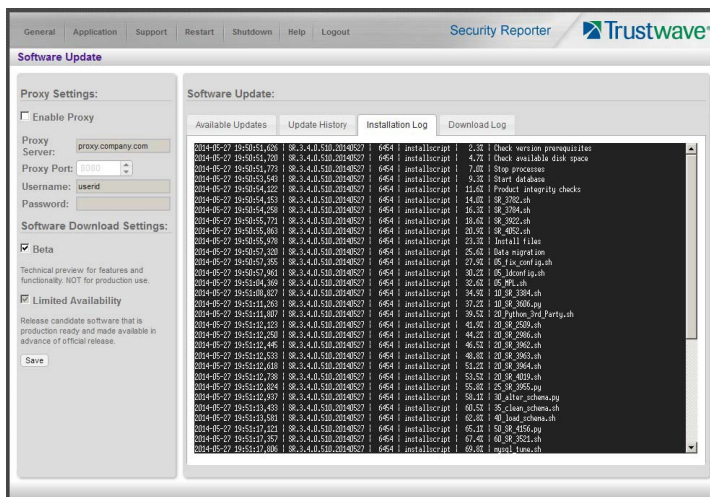 General Application Support Restart Shutdown Help Logout
Security Reporter
Trustwave
Software Update
Proxy Settings:
Enable Proxy
Proxy Server: proxy.company.com
Proxy Port: 8080
Username: userid
Password:
Software Download Settings:
Beta
Technical preview for features and
functionality. NOT for production use.
Limited Availability
Release candidate software that is
production ready and made available in
advance of official release.
Save
Software Update:
Available Updates Update History Installation Log Download Log
2014-05-27 19:50:51,626 | SR.3.4.0.510.20140527 | 6454 | installscript | 2.3% | Check version prerequisites
2014-05-27 19:50:51,720 | SR.3.4.0.510.20140527 | 6454 | installscript | 4.7% | Check available disk space
2014-05-27 19:50:51,773 | SR.3.4.0.510.20140527 | 6454 | installscript | 7.0% | Stop processes
2014-05-27 19:50:53,543 | SR.3.4.0.510.20140527 | 6454 | installscript | 9.3% | Start database
2014-05-27 19:50:54,122 | SR.3.4.0.510.20140527 | 6454 | installscript | 11.6% | Product integrity checks
2014-05-27 19:50:54,153 | SR.3.4.0.510.20140527 | 6454 | installscript | 14.0% | SR_3782.sh
2014-05-27 19:50:54,258 | SR.3.4.0.510.20140527 | 6454 | installscript | 16.3% | SR_3784.sh
2014-05-27 19:50:55,771 | SR.3.4.0.510.20140527 | 6454 | installscript | 18.6% | SR_3922.sh
2014-05-27 19:50:55,863 | SR.3.4.0.510.20140527 | 6454 | installscript | 20.9% | SR_4052.sh
2014-05-27 19:50:55,978 | SR.3.4.0.510.20140527 | 6454 | installscript | 23.3% | Install files
2014-05-27 19:50:57,320 | SR.3.4.0.510.20140527 | 6454 | installscript | 25.6% | Data migration
2014-05-27 19:50:57,355 | SR.3.4.0.510.20140527 | 6454 | installscript | 27.9% | 05_fix_config.sh
2014-05-27 19:50:57,961 | SR.3.4.0.510.20140527 | 6454 | installscript | 30.2% | 05_ldconfig.sh
2014-05-27 19:51:04,369 | SR.3.4.0.510.20140527 | 6454 | installscript | 32.6% | 05_MPL.sh
2014-05-27 19:51:08,827 | SR.3.4.0.510.20140527 | 6454 | installscript | 34.9% | 10_SR_3384.sh
2014-05-27 19:51:11,263 | SR.3.4.0.510.20140527 | 6454 | installscript | 37.2% | 10_SR_3606.py
2014-05-27 19:51:11,807 | SR.3.4.0.510.20140527 | 6454 | installscript | 39.5% | 20_Python_3rd_Party.sh
2014-05-27 19:51:12,123 | SR.3.4.0.510.20140527 | 6454 | installscript | 41.9% | 20_SR_2509.sh
2014-05-27 19:51:12,250 | SR.3.4.0.510.20140527 | 6454 | installscript | 44.2% | 20_SR_2986.sh
2014-05-27 19:51:12,445 | SR.3.4.0.510.20140527 | 6454 | installscript | 46.5% | 20_SR_3962.sh
2014-05-27 19:51:12,533 | SR.3.4.0.510.20140527 | 6454 | installscript | 48.8% | 20_SR_3963.sh
2014-05-27 19:51:12,618 | SR.3.4.0.510.20140527 | 6454 | installscript | 51.2% | 20_SR_3964.sh
2014-05-27 19:51:12,738 | SR.3.4.0.510.20140527 | 6454 | installscript | 53.5% | 20_SR_4019.sh
2014-05-27 19:51:12,824 | SR.3.4.0.510.20140527 | 6454 | installscript | 55.8% | 25_SR_3955.py
2014-05-27 19:51:12,937 | SR.3.4.0.510.20140527 | 6454 | installscript | 58.1% | 30_alter_schema.py
2014-05-27 19:51:13,433 | SR.3.4.0.510.20140527 | 6454 | installscript | 60.5% | 35_clean_schema.sh
2014-05-27 19:51:13,581 | SR.3.4.0.510.20140527 | 6454 | installscript | 62.8% | 40_load_schema.sh
2014-05-27 19:51:17,121 | SR.3.4.0.510.20140527 | 6454 | installscript | 65.1% | 50_SR_4156.py
2014-05-27 19:51:17,357 | SR.3.4.0.510.20140527 | 6454 | installscript | 67.4% | 60_SR_3521.sh
2014-05-27 19:51:17,806 | SR.3.4.0.510.20140527 | 6454 | installscript | 69.8% | mysql_tune.sh